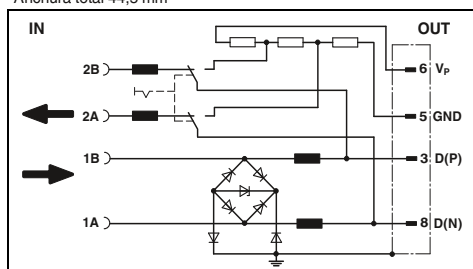 Anchura total 44,5 mm
IN
OUT
2B
6 VP
2A
5 GND
1B
3 D(P)
1A
8 D(N)